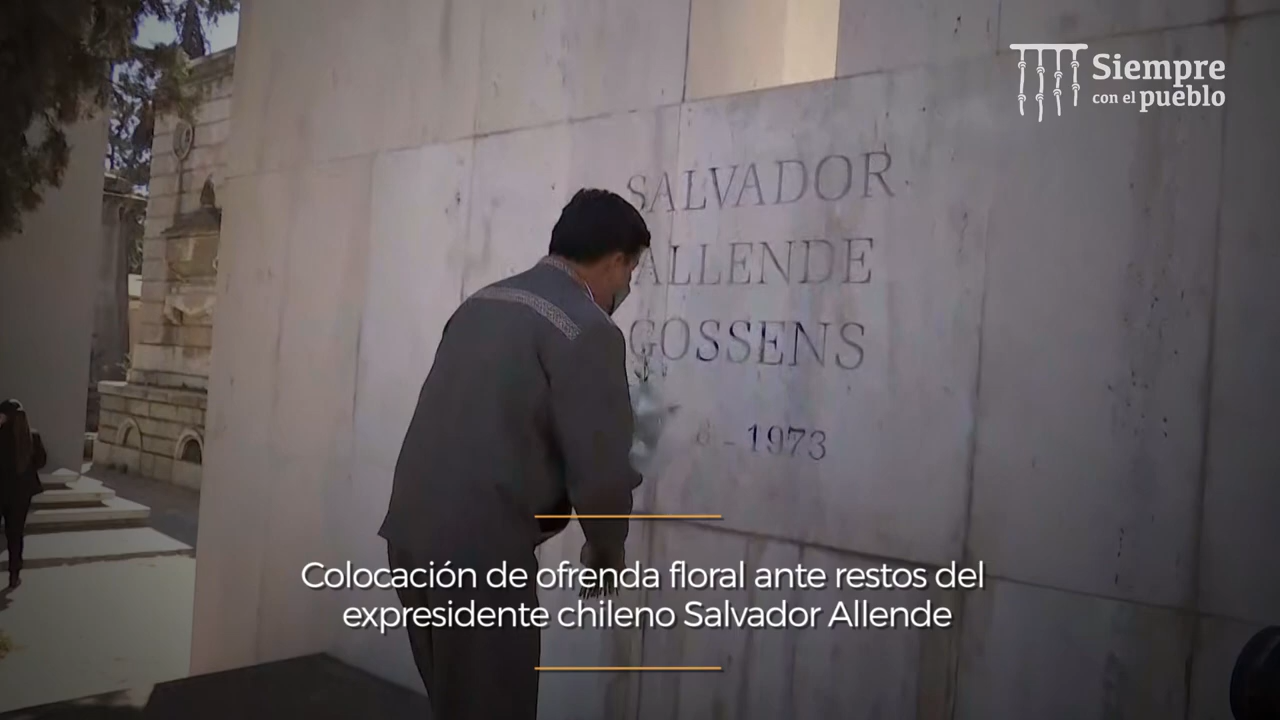 Siempre
con el pueblo
SALVADOR
ALLENDE
GOSSENS
8 - 1973
Colocación de ofrenda floral ante restos del
expresidente chileno Salvador Allende